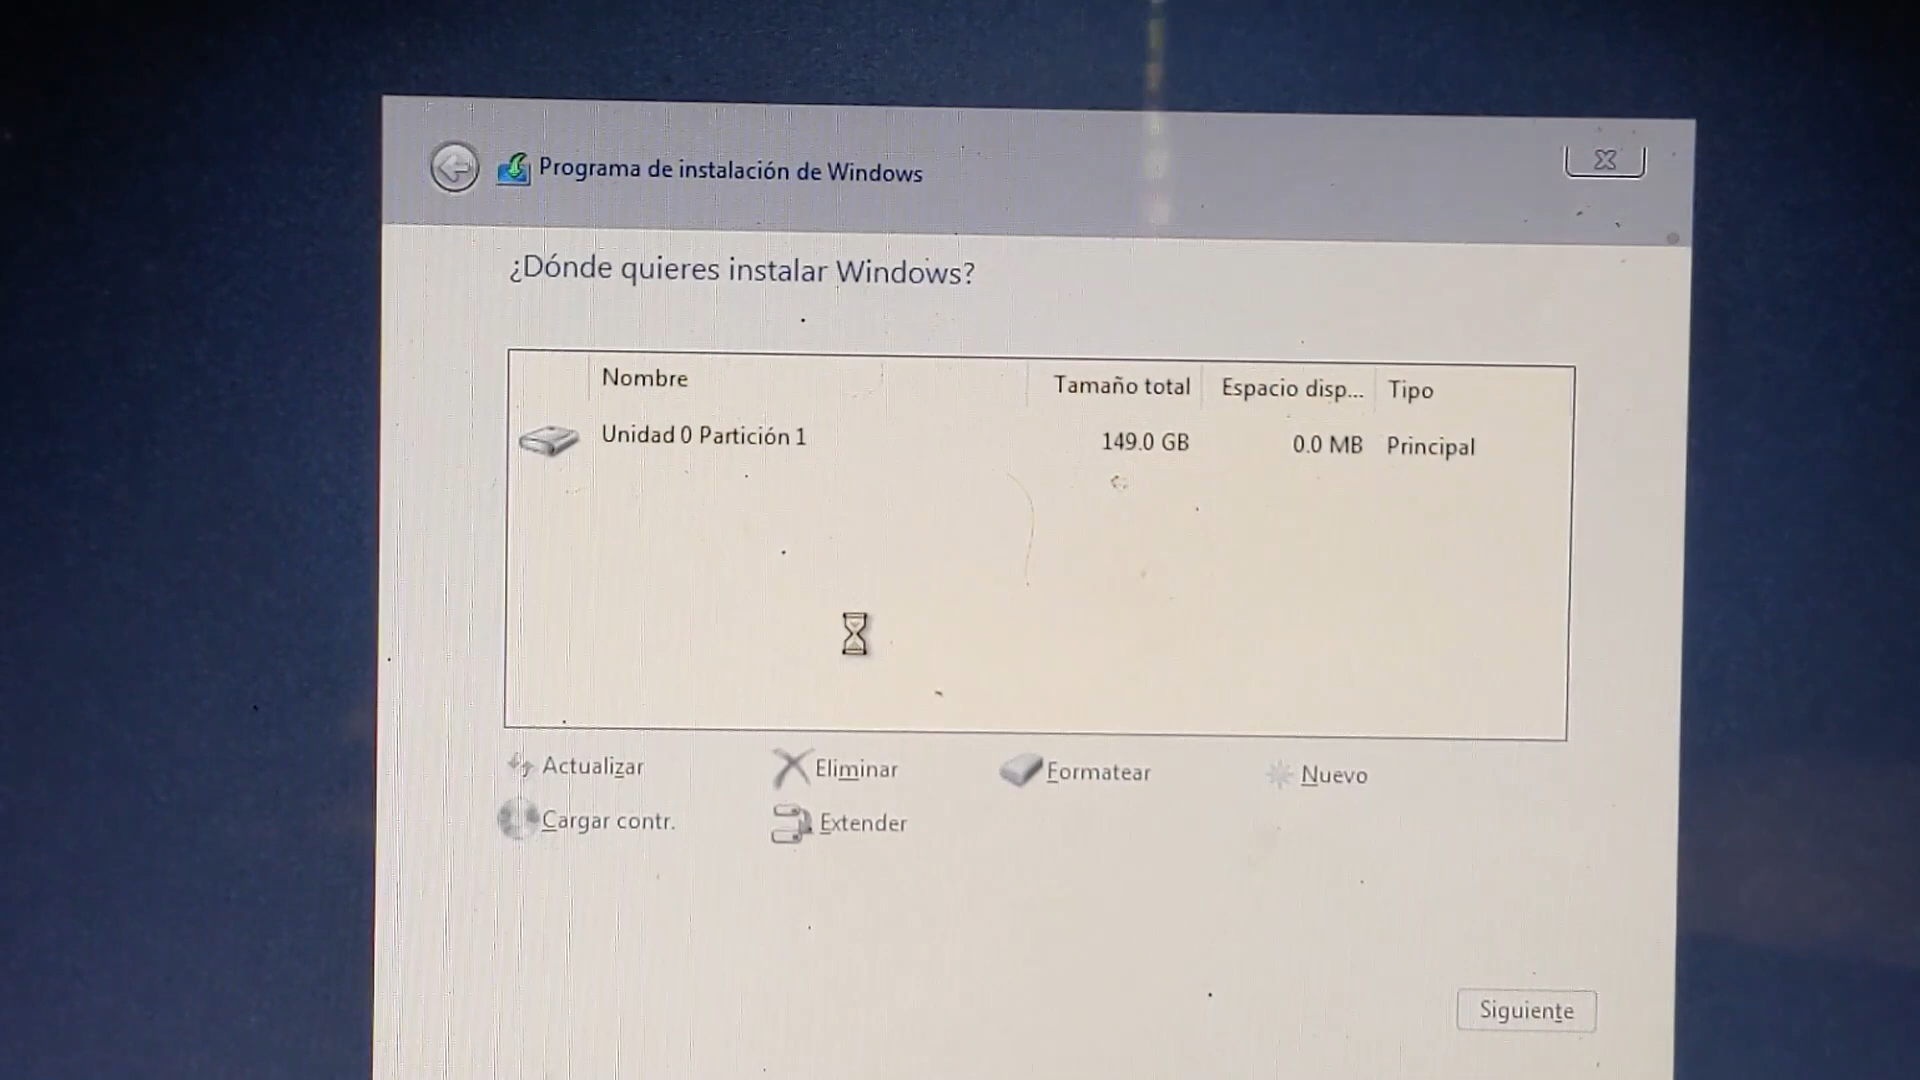 Programa de instalación de Windows
¿Dónde quieres instalar Windows?
Nombre Tamaño total Espacio disp... Tipo
Unidad 0 Partición 1 149.0 GB 0.0 MB Principal
Actualizar Eliminar Formatear Nuevo
Cargar contr. Extender
Siguiente